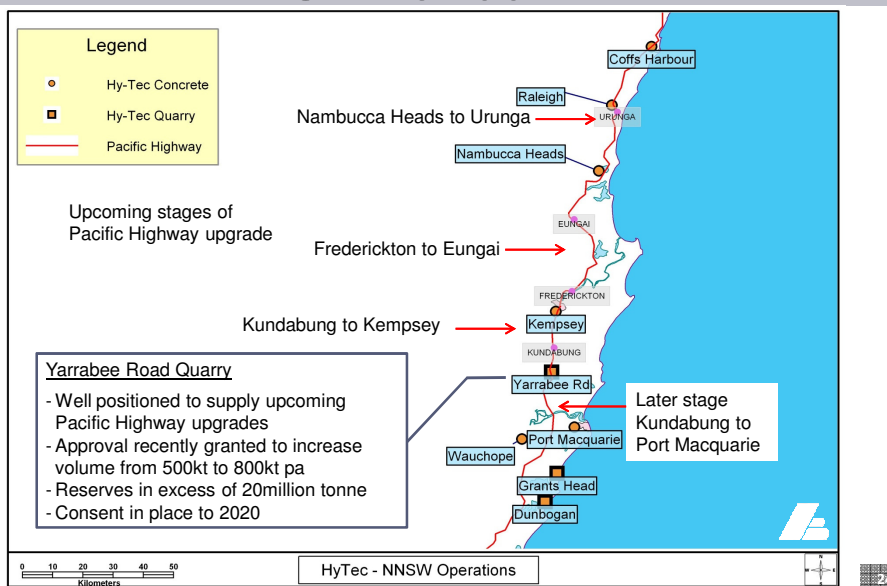 Legend
Hy-Tec Concrete
Hy-Tec Quarry
Pacific Highway
Coffs Harbour
Raleigh
Nambucca Heads to Urunga
URUNGA
Nambucca Heads
Upcoming stages of
Pacific Highway upgrade
EUNGAI
Frederickton to Eungai
FREDERICKTON
Kundabung to Kempsey
Kempsey
KUNDABUNG
Yarrabee Road Quarry
- Well positioned to supply upcoming
Pacific Highway upgrades
- Approval recently granted to increase
volume from 500kt to 800kt pa
- Reserves in excess of 20million tonne
- Consent in place to 2020
Yarrabee Rd
Later stage
Kundabung to
Port Macquarie
Port Macquarie
Wauchope
Grants Head
Dunbogan
0 10 20 30 40 50
Kilometers
HyTec - NNSW Operations
N
W E
S